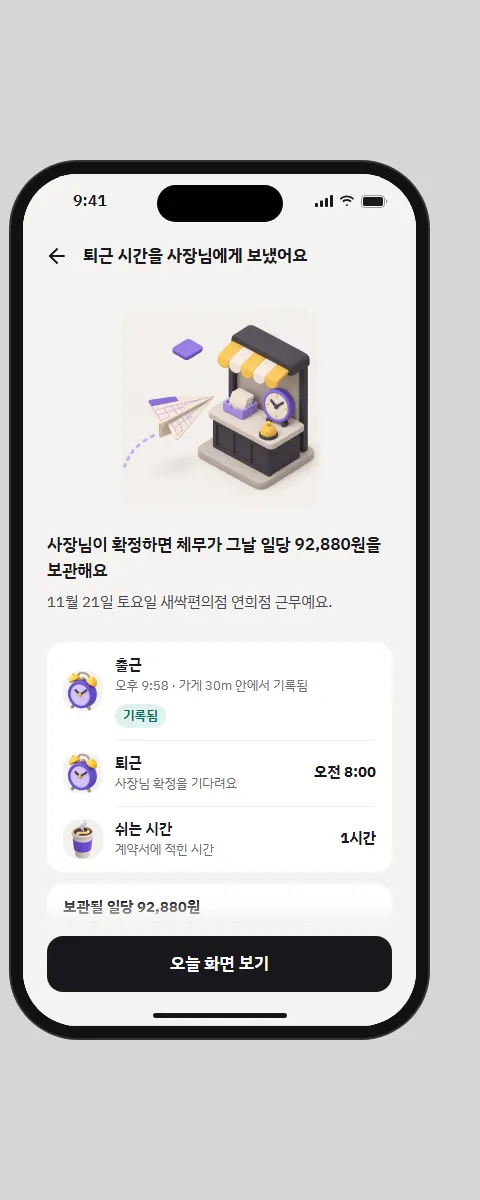 9:41
퇴근 시간을 사장님에게 보냈어요
사장님이 확정하면 체무가 그날 일당 92,880원을
보관해요
11월 21일 토요일 새싹편의점 연희점 근무예요.
출근
오후 9:58 · 가게 30m 안에서 기록됨
기록됨
퇴근
사장님 확정을 기다려요
오전 8:00
쉬는 시간
계약서에 적힌 시간
1시간
보관될 일당 92,880원
오늘 화면 보기